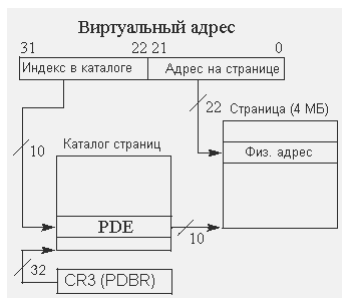 Виртуальный адрес
31 22 21 0
Индекс в каталоге Адрес на странице
22 Страница (4 МБ)
10 Каталог страниц
Физ. адрес
PDE
10
32
CR3 (PDBR)